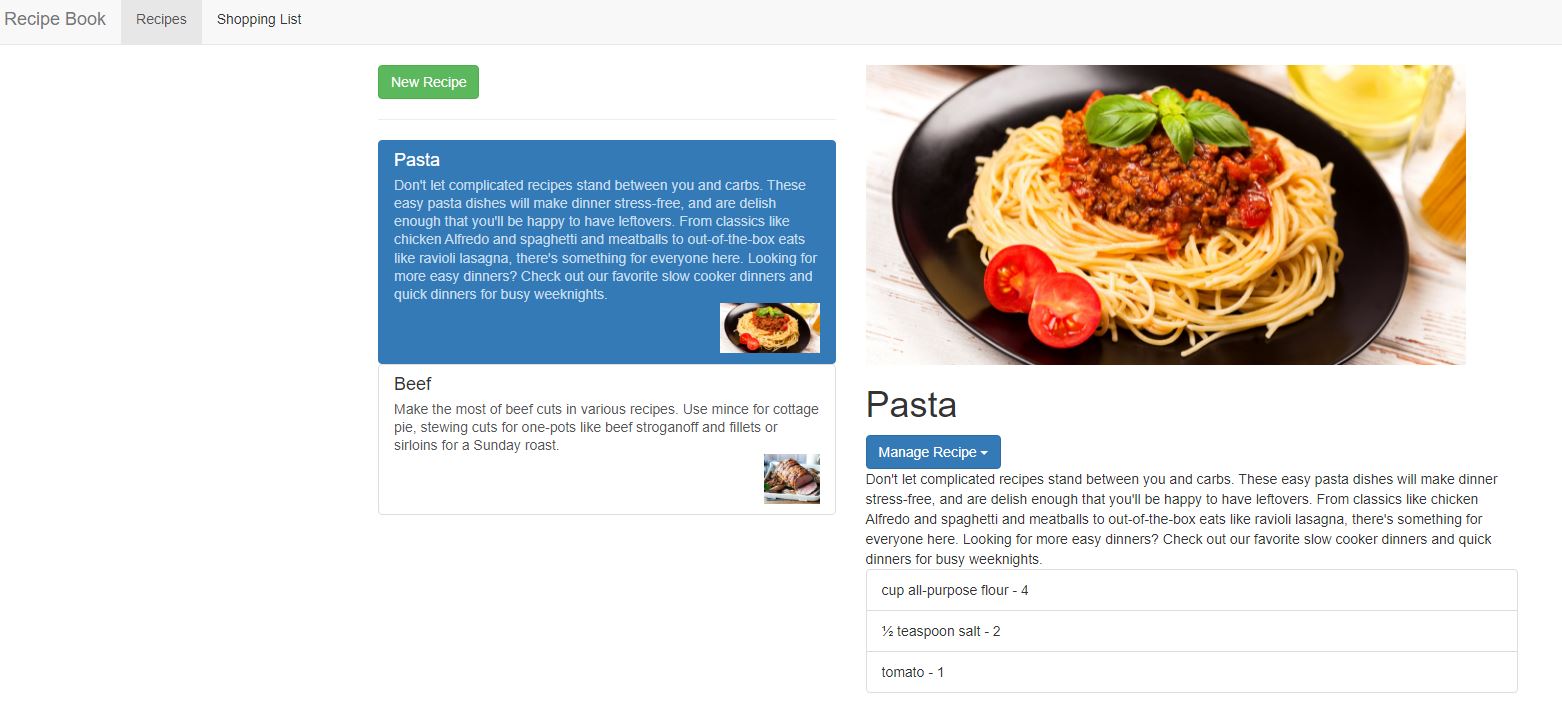 Recipe Book
Recipes
Shopping List
New Recipe
Pasta
Don't let complicated recipes stand between you and carbs. These
easy pasta dishes will make dinner stress-free, and are delish
enough that you'll be happy to have leftovers. From classics like
chicken Alfredo and spaghetti and meatballs to out-of-the-box eats
like ravioli lasagna, there's something for everyone here. Looking for
more easy dinners? Check out our favorite slow cooker dinners and
quick dinners for busy weeknights.
Beef
Make the most of beef cuts in various recipes. Use mince for cottage
pie, stewing cuts for one-pots like beef stroganoff and fillets or
sirloins for a Sunday roast.
Pasta
Manage Recipe
Don't let complicated recipes stand between you and carbs. These easy pasta dishes will make dinner
stress-free, and are delish enough that you'll be happy to have leftovers. From classics like chicken
Alfredo and spaghetti and meatballs to out-of-the-box eats like ravioli lasagna, there's something for
everyone here. Looking for more easy dinners? Check out our favorite slow cooker dinners and quick
dinners for busy weeknights.
cup all-purpose flour - 4
½ teaspoon salt - 2
tomato - 1